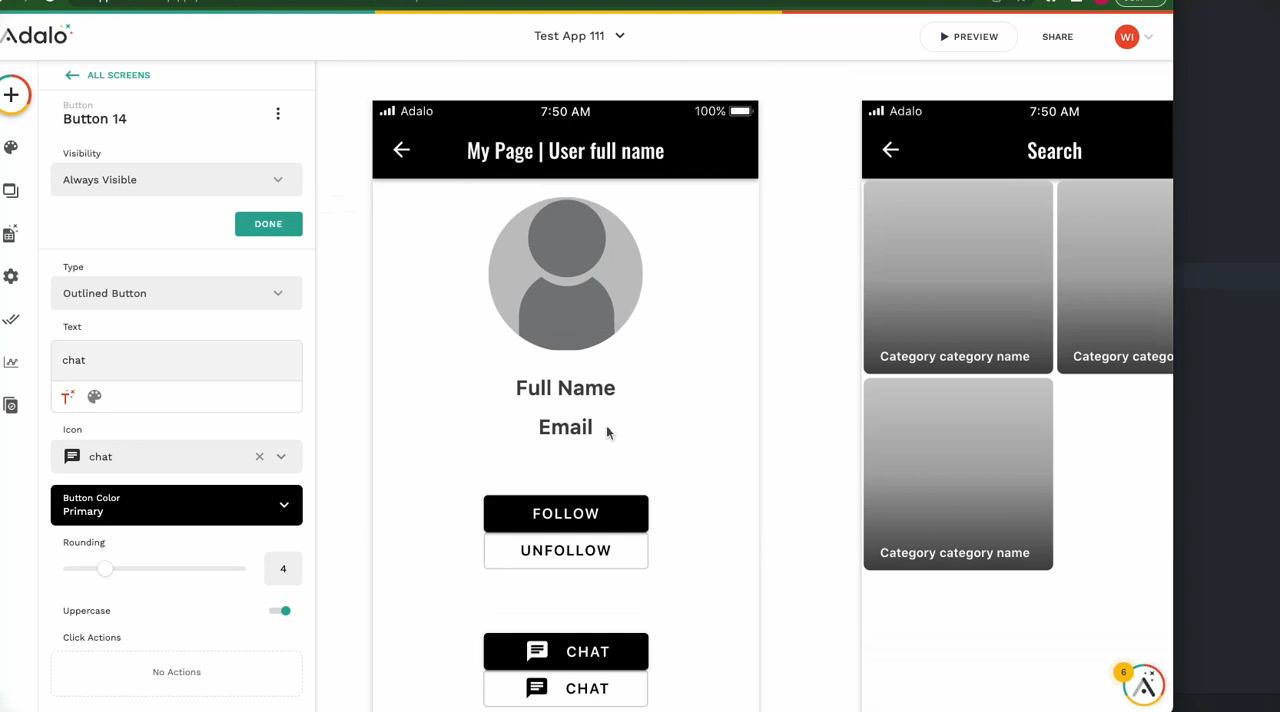 Adalo
Test App 111
PREVIEW
SHARE
WI
ALL SCREENS
Button
Button 14
Visibility
Always Visible
DONE
Type
Outlined Button
Text
chat
Icon
chat
Button Color
Primary
Rounding
4
Uppercase
Click Actions
No Actions
Adalo 7:50 AM 100%
My Page | User full name
Full Name
Email
FOLLOW
UNFOLLOW
CHAT
CHAT
Adalo 7:50 AM
Search
Category category name
Category catego
Category category name
6